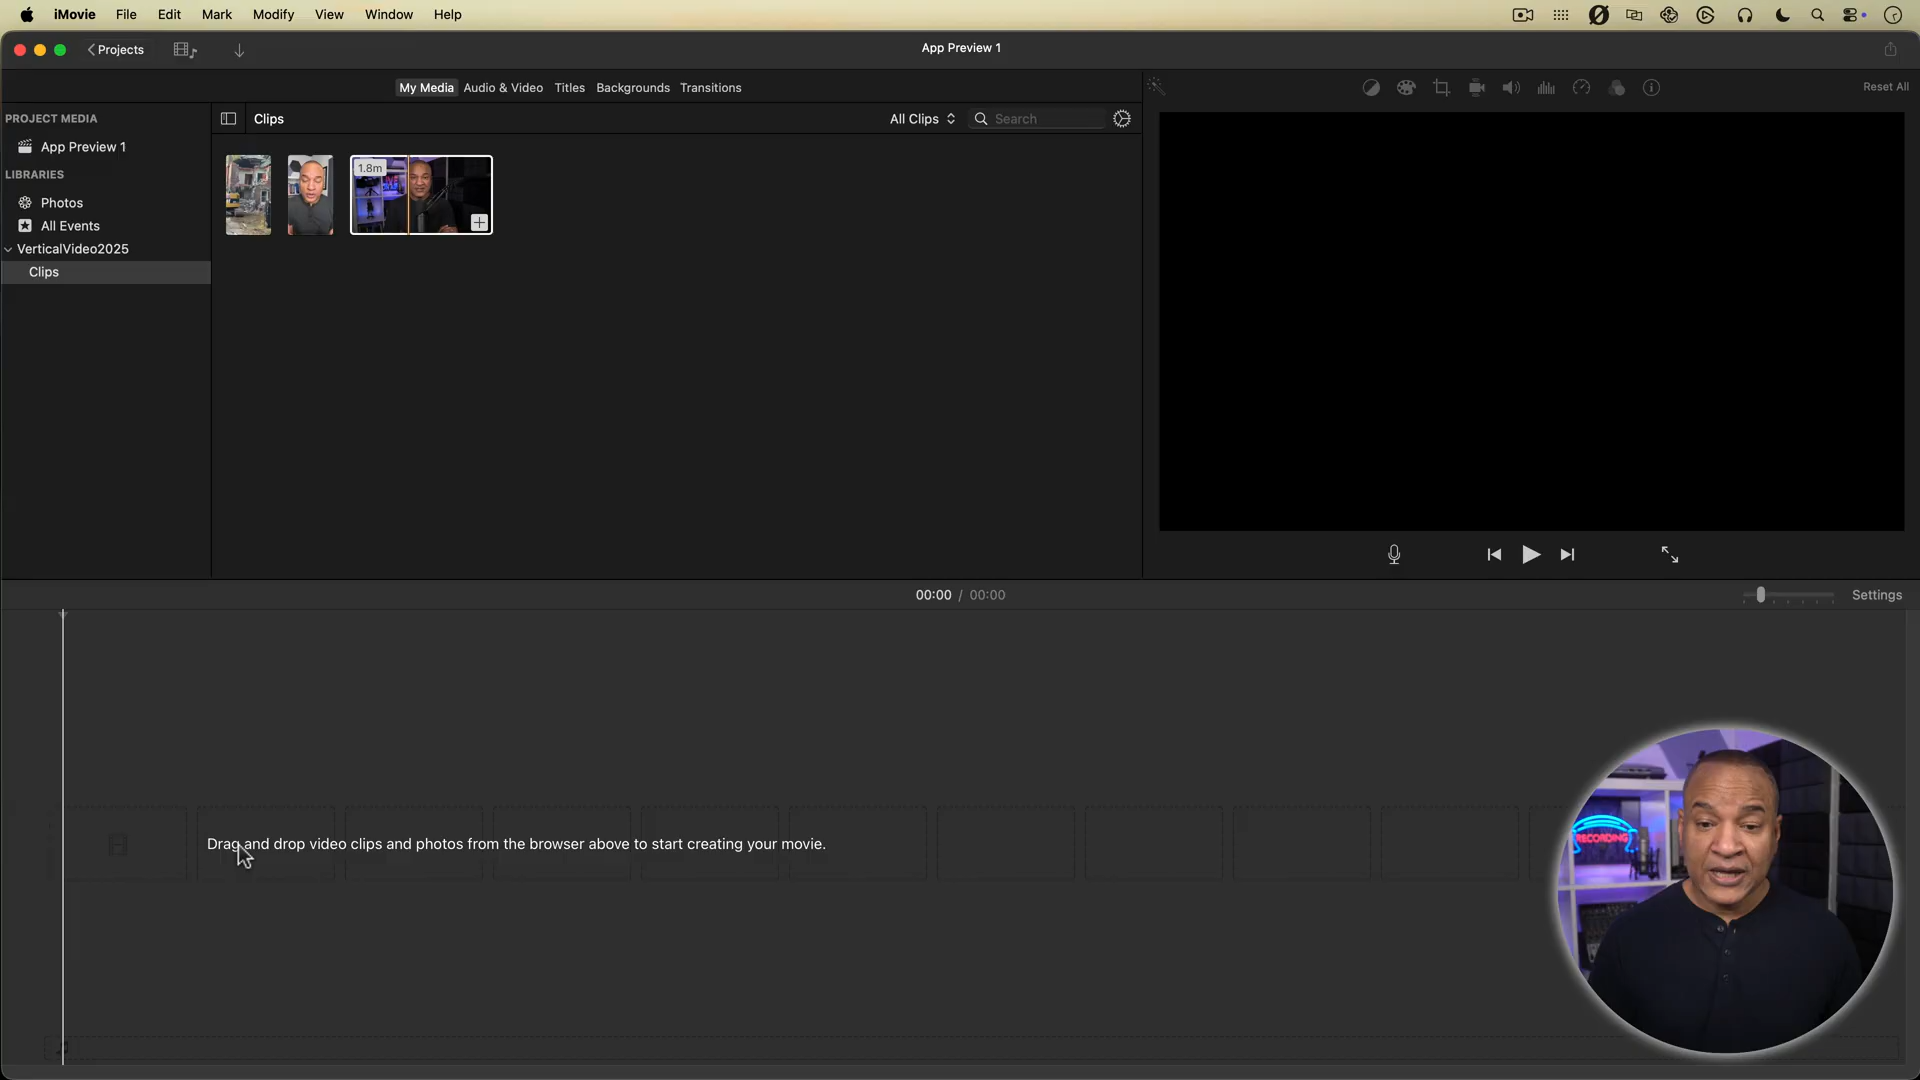 iMovie File Edit Mark Modify View Window Help
Projects
App Preview 1
My Media Audio & Video Titles Backgrounds Transitions
Reset All
PROJECT MEDIA
App Preview 1
LIBRARIES
Photos
All Events
VerticalVideo2025
Clips
Clips
All Clips
Search
1.8m
00:00 / 00:00
Settings
Drag and drop video clips and photos from the browser above to start creating your movie.
RECORDING